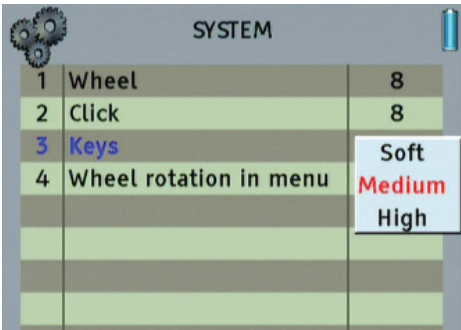 SYSTEM
1 Wheel 8
2 Click 8
3 Keys
Soft
4 Wheel rotation in menu
Medium
High